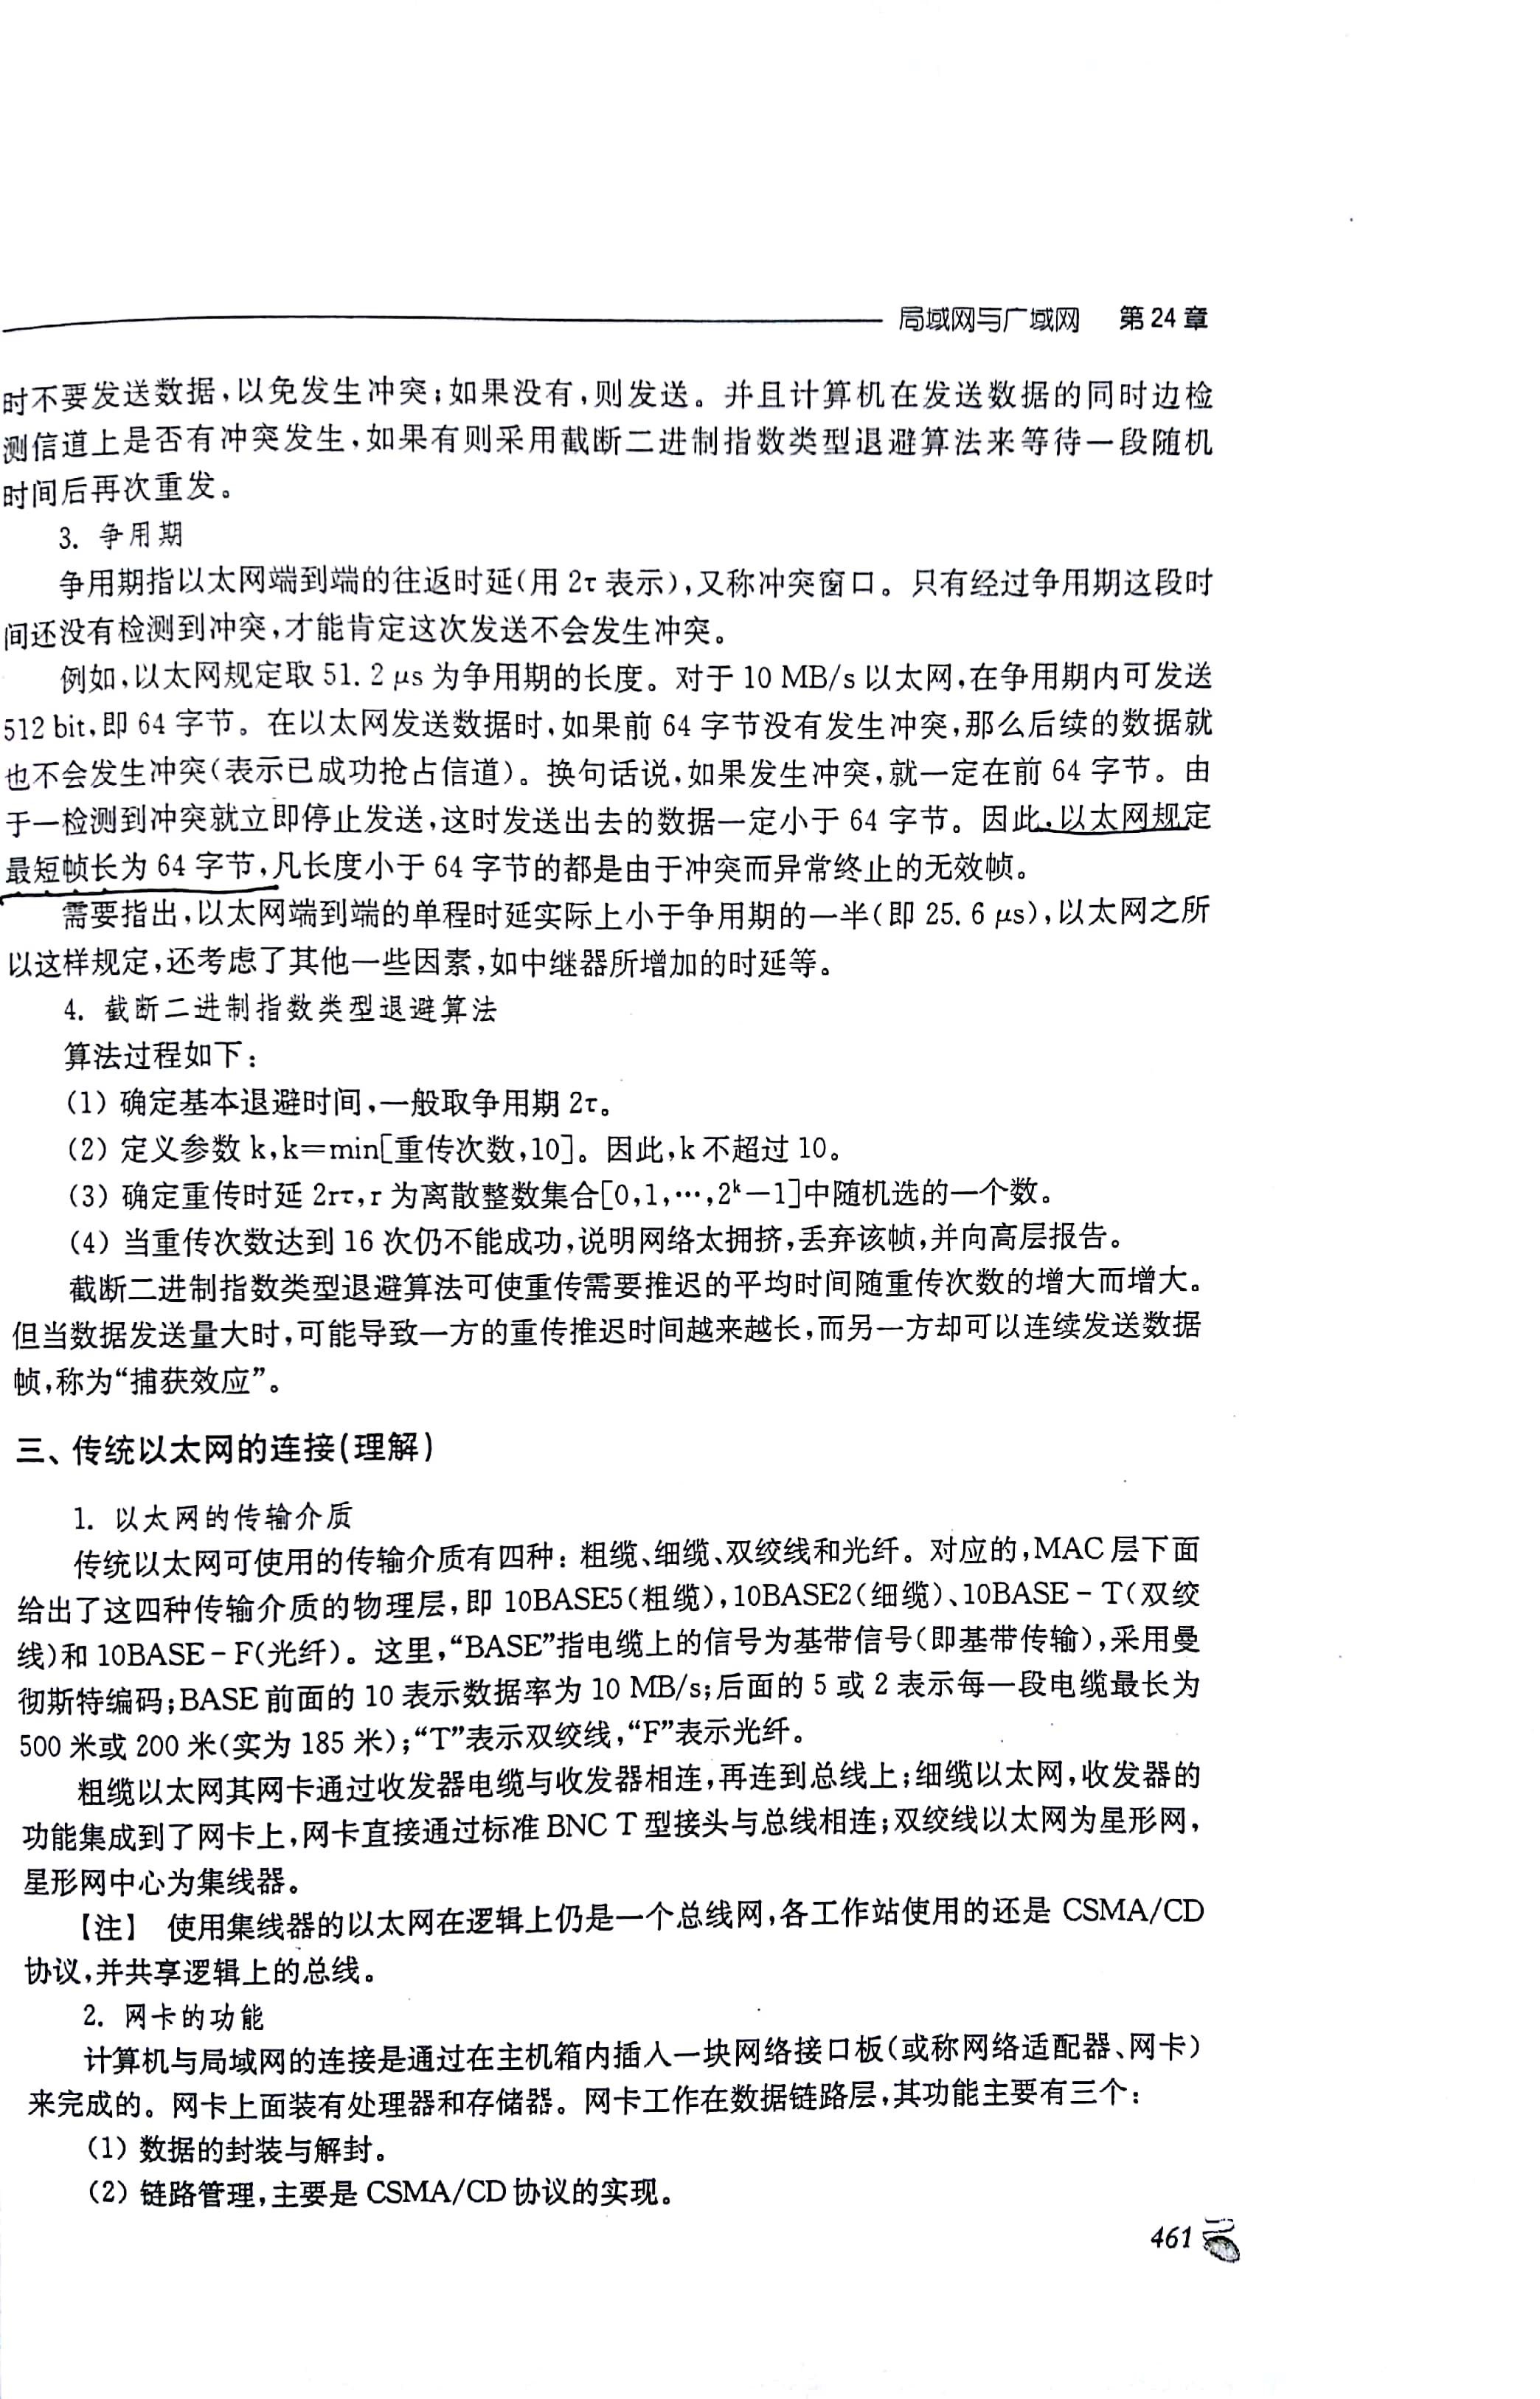 局域网与广域网 第24章
时不要发送数据,以免发生冲突;如果没有,则发送。并且计算机在发送数据的同时边检
测信道上是否有冲突发生,如果有则采用截断二进制指数类型退避算法来等待一段随机
时间后再次重发。
3. 争用期
争用期指以太网端到端的往返时延(用 2τ 表示),又称冲突窗口。只有经过争用期这段时
间还没有检测到冲突,才能肯定这次发送不会发生冲突。
例如,以太网规定取 51.2 μs 为争用期的长度。对于 10 MB/s 以太网,在争用期内可发送
512 bit,即 64 字节。在以太网发送数据时,如果前 64 字节没有发生冲突,那么后续的数据就
也不会发生冲突(表示已成功抢占信道)。换句话说,如果发生冲突,就一定在前 64 字节。由
于一检测到冲突就立即停止发送,这时发送出去的数据一定小于 64 字节。因此,以太网规定
最短帧长为 64 字节,凡长度小于 64 字节的都是由于冲突而异常终止的无效帧。
需要指出,以太网端到端的单程时延实际上小于争用期的一半(即 25.6 μs),以太网之所
以这样规定,还考虑了其他一些因素,如中继器所增加的时延等。
4. 截断二进制指数类型退避算法
算法过程如下:
(1) 确定基本退避时间,一般取争用期 2τ。
(2) 定义参数 k,k=min[重传次数,10]。因此,k 不超过 10。
(3) 确定重传时延 2rτ,r 为离散整数集合[0,1,…,2ᵏ-1]中随机选的一个数。
(4) 当重传次数达到 16 次仍不能成功,说明网络太拥挤,丢弃该帧,并向高层报告。
截断二进制指数类型退避算法可使重传需要推迟的平均时间随重传次数的增大而增大。
但当数据发送量大时,可能导致一方的重传推迟时间越来越长,而另一方却可以连续发送数据
帧,称为“捕获效应”。
三、传统以太网的连接(理解)
1. 以太网的传输介质
传统以太网可使用的传输介质有四种:粗缆、细缆、双绞线和光纤。对应的,MAC 层下面
给出了这四种传输介质的物理层,即 10BASE5(粗缆),10BASE2(细缆)、10BASE-T(双绞
线)和 10BASE-F(光纤)。这里,“BASE”指电缆上的信号为基带信号(即基带传输),采用曼
彻斯特编码;BASE 前面的 10 表示数据率为 10 MB/s;后面的 5 或 2 表示每一段电缆最长为
500 米或 200 米(实为 185 米);“T”表示双绞线,“F”表示光纤。
粗缆以太网其网卡通过收发器电缆与收发器相连,再连到总线上;细缆以太网,收发器的
功能集成到了网卡上,网卡直接通过标准 BNC T 型接头与总线相连;双绞线以太网为星形网,
星形网中心为集线器。
【注】 使用集线器的以太网在逻辑上仍是一个总线网,各工作站使用的还是 CSMA/CD
协议,并共享逻辑上的总线。
2. 网卡的功能
计算机与局域网的连接是通过在主机箱内插入一块网络接口板(或称网络适配器、网卡)
来完成的。网卡上面装有处理器和存储器。网卡工作在数据链路层,其功能主要有三个:
(1) 数据的封装与解封。
(2) 链路管理,主要是 CSMA/CD 协议的实现。
461